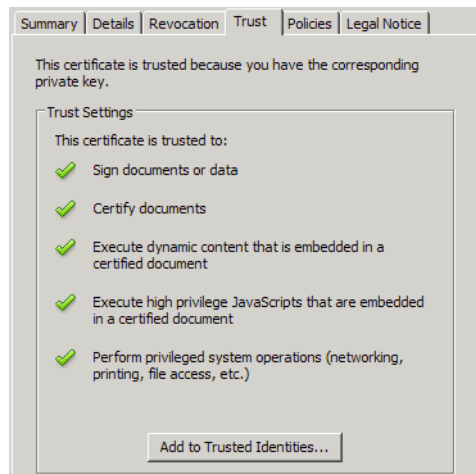 Summary Details Revocation Trust Policies Legal Notice
This certificate is trusted because you have the corresponding
private key.
Trust Settings
This certificate is trusted to:
Sign documents or data
Certify documents
Execute dynamic content that is embedded in a
certified document
Execute high privilege JavaScripts that are embedded
in a certified document
Perform privileged system operations (networking,
printing, file access, etc.)
Add to Trusted Identities...